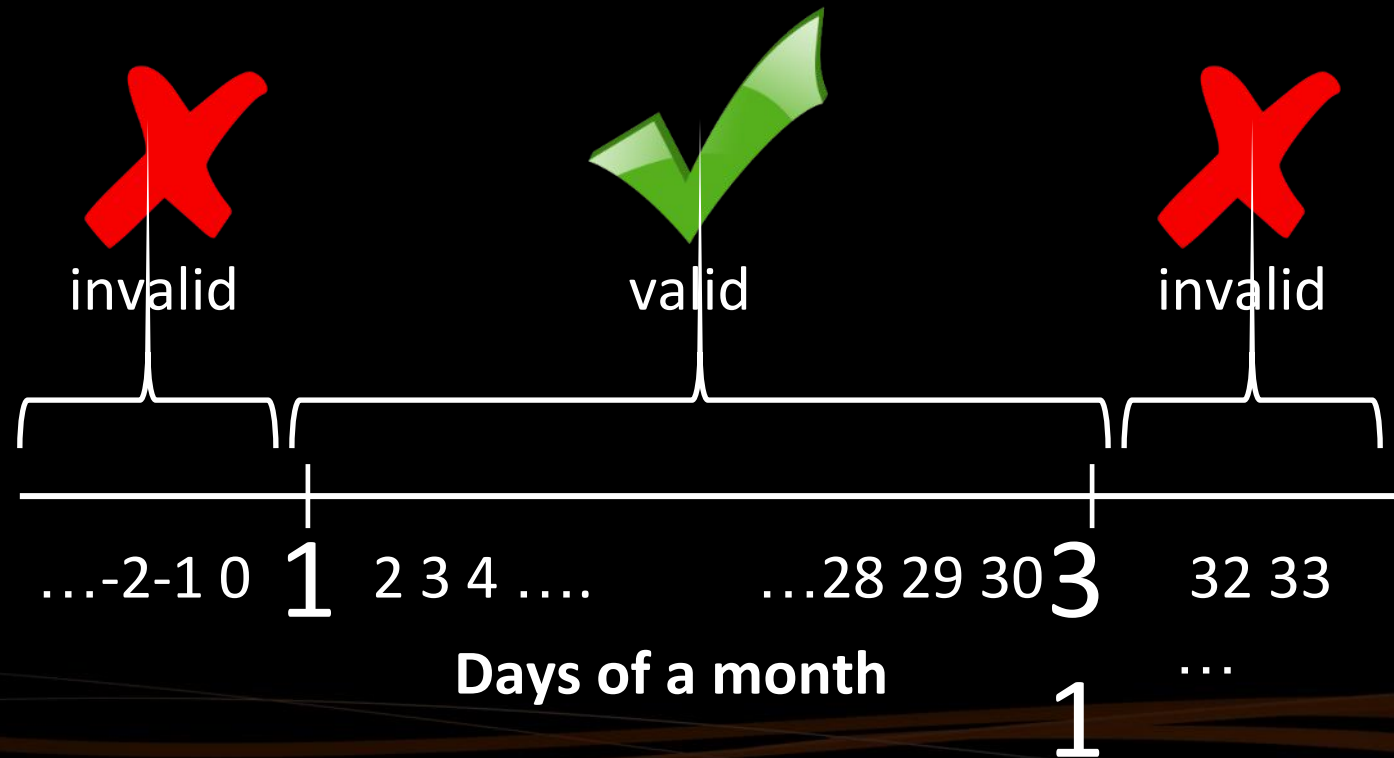 invalid valid invalid
…-2-1 0 1 2 3 4 …. …28 29 30 3 32 33
Days of a month …
1